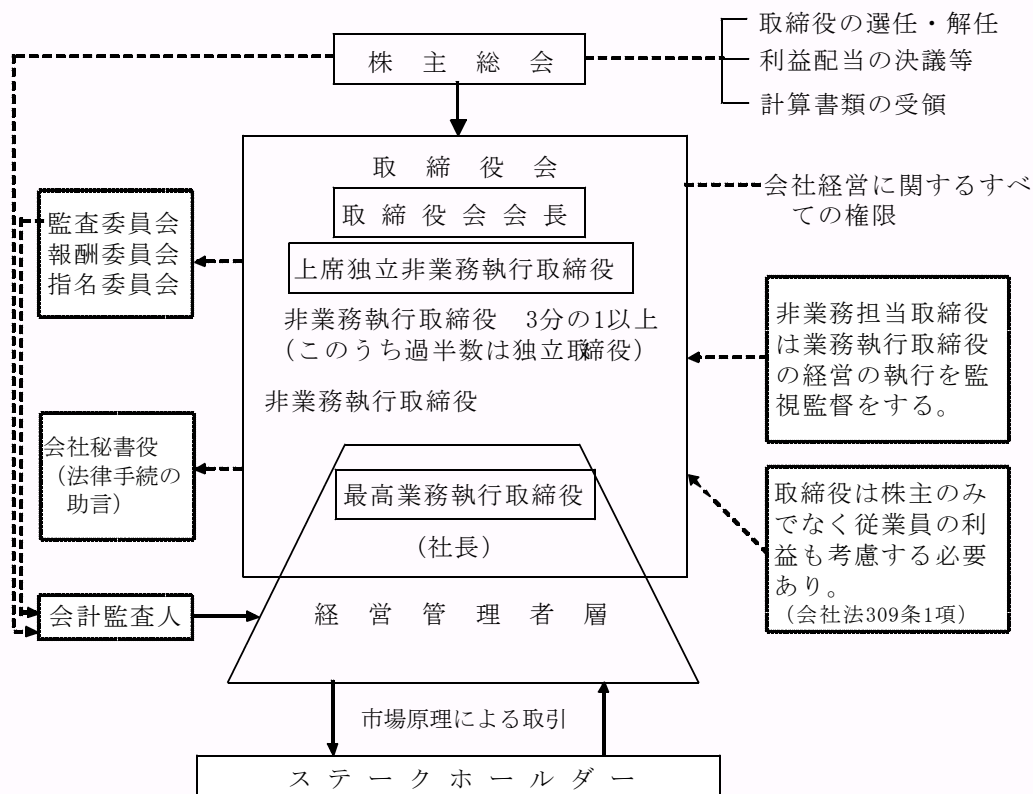 株主総会
取締役の選任・解任
利益配当の決議等
計算書類の受領
取締役会
取締役会会長
上席独立非業務執行取締役
非業務執行取締役　3分の1以上
(このうち過半数は独立取締役)
非業務執行取締役
最高業務執行取締役
(社長)
経営管理者層
監査委員会
報酬委員会
指名委員会
会社秘書役
(法律手続の
助言)
会計監査人
会社経営に関するすべ
ての権限
非業務担当取締役
は業務執行取締役
の経営の執行を監
視監督をする。
取締役は株主のみ
でなく従業員の利
益も考慮する必要
あり。
(会社法309条1項)
市場原理による取引
ステークホールダー